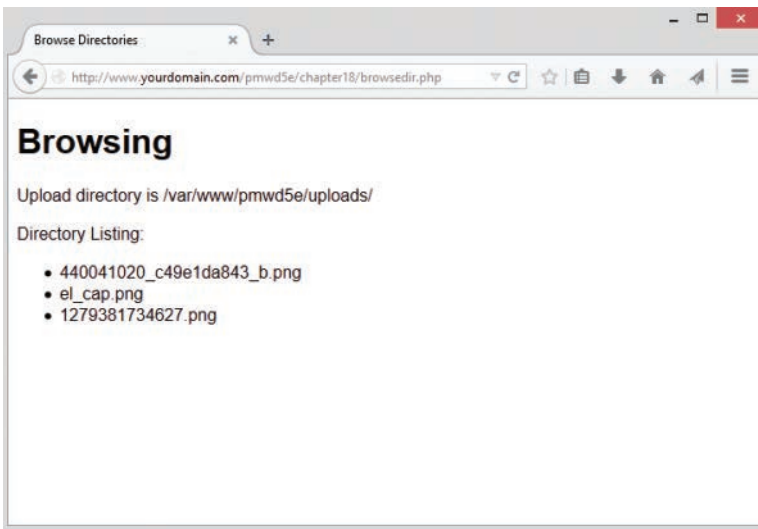 Browse Directories
http://www.yourdomain.com/pmwd5e/chapter18/browsedir.php
Browsing
Upload directory is /var/www/pmwd5e/uploads/
Directory Listing:
• 440041020_c49e1da843_b.png
• el_cap.png
• 1279381734627.png